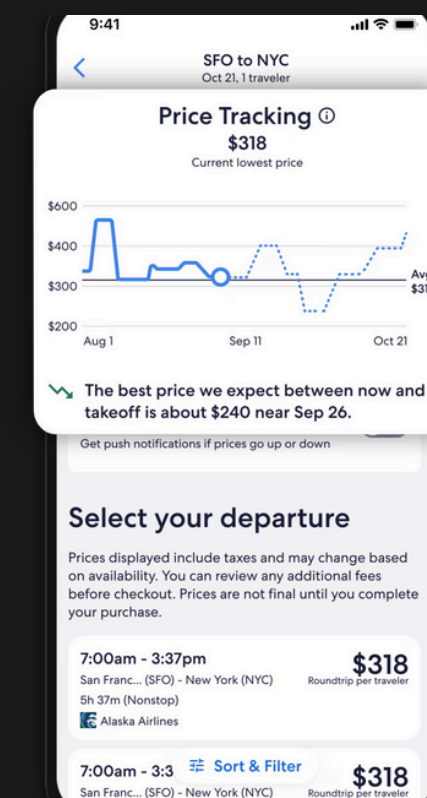 9:41
SFO to NYC
Oct 21, 1 traveler
Price Tracking
$318
Current lowest price
$600
$400
$300
$200
Avg
$31
Aug 1
Sep 11
Oct 21
The best price we expect between now and
takeoff is about $240 near Sep 26.
Get push notifications if prices go up or down
Select your departure
Prices displayed include taxes and may change based
on availability. You can review any additional fees
before checkout. Prices are not final until you complete
your purchase.
7:00am - 3:37pm
$318
San Franc... (SFO) - New York (NYC)
Roundtrip per traveler
5h 37m (Nonstop)
Alaska Airlines
7:00am - 3:3
Sort & Filter
$318
San Franc... (SFO) - New York (NYC)
Roundtrip per traveler